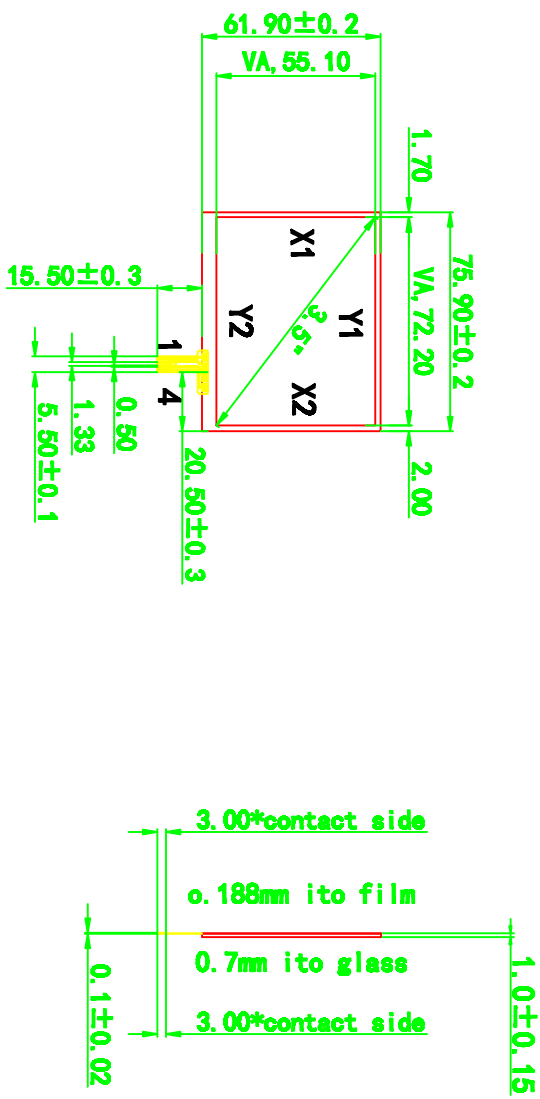 61.90±0.2
VA,55.10
1.70
75.90±0.2
VA,72.20
X1
15.50±0.3
Y2
3.5"
Y1
1
X2
4
5.50±0.1
1.33
0.50
20.50±0.3
2.00
3.00*contact side
o.188mm ito film
0.7mm ito glass
0.1±0.02
3.00*contact side
1.0±0.15